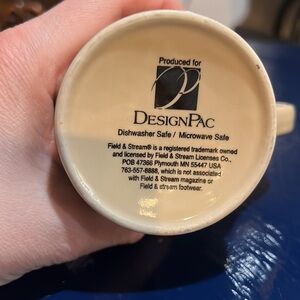 Produced for
DESIGNPAC
Dishwasher Safe / Microwave Safe
Field & Stream® is a registered trademark owned
and licensed by Field & Stream Licenses Co.,
POB 47366 Plymouth MN 55447 USA
763-557-8888, which is not associated
with Field & Stream magazine or
Field & stream footwear.